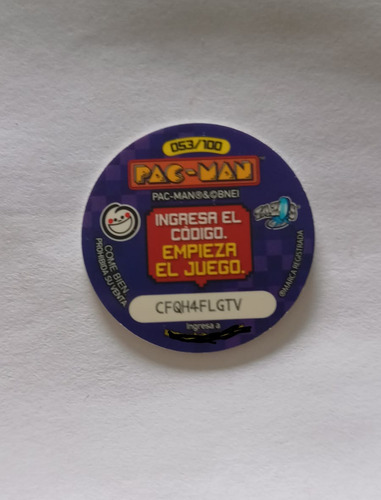 053/100
PAC-MAN™
PAC-MAN®&©BNEI
INGRESA EL
CÓDIGO.
EMPIEZA
EL JUEGO.
COME BIEN
PROHIBIDA SU VENTA
®MARCA REGISTRADA
CFQH4FLGTV
Ingresa a